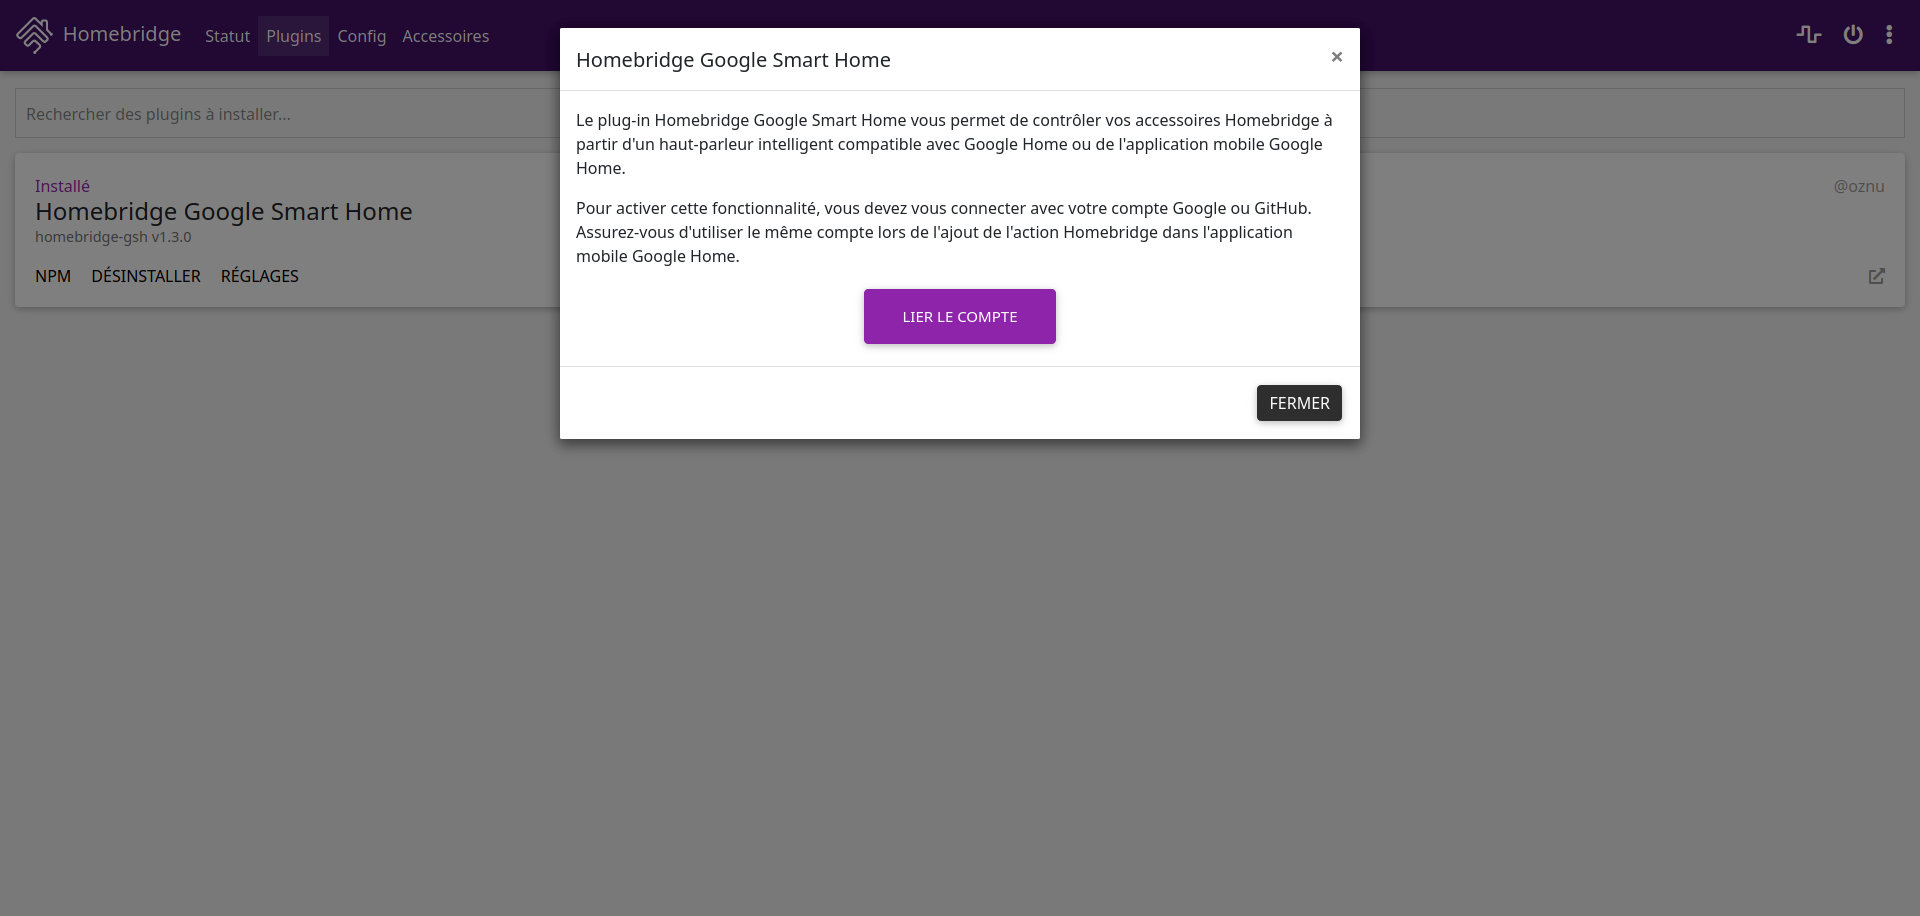 Homebridge
Statut Plugins Config Accessoires
Homebridge Google Smart Home
×
Rechercher des plugins à installer...
Le plug-in Homebridge Google Smart Home vous permet de contrôler vos accessoires Homebridge à
partir d'un haut-parleur intelligent compatible avec Google Home ou de l'application mobile Google
Home.
Pour activer cette fonctionnalité, vous devez vous connecter avec votre compte Google ou GitHub.
Assurez-vous d'utiliser le même compte lors de l'ajout de l'action Homebridge dans l'application
mobile Google Home.
LIER LE COMPTE
FERMER
Installé
@oznu
Homebridge Google Smart Home
homebridge-gsh v1.3.0
NPM DÉSINSTALLER RÉGLAGES